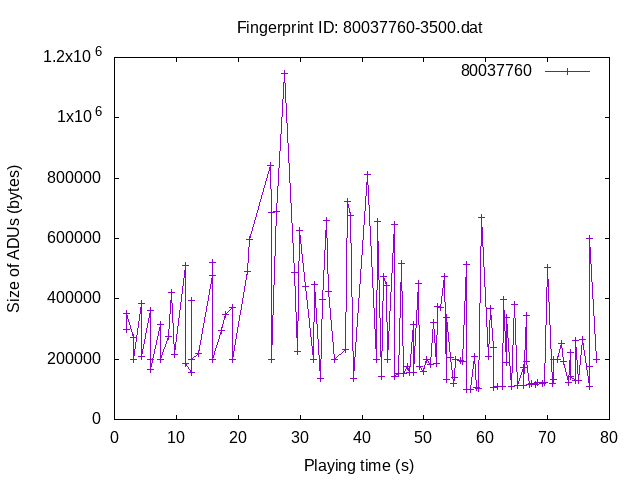 Fingerprint ID: 80037760-3500.dat
1.2x10^6
80037760
1x10^6
800000
600000
400000
200000
0
Size of ADUs (bytes)
0 10 20 30 40 50 60 70 80
Playing time (s)